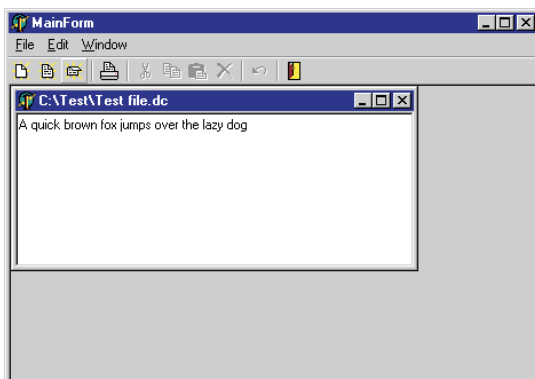 MainForm
File Edit Window
C:\Test\Test file.dc
A quick brown fox jumps over the lazy dog